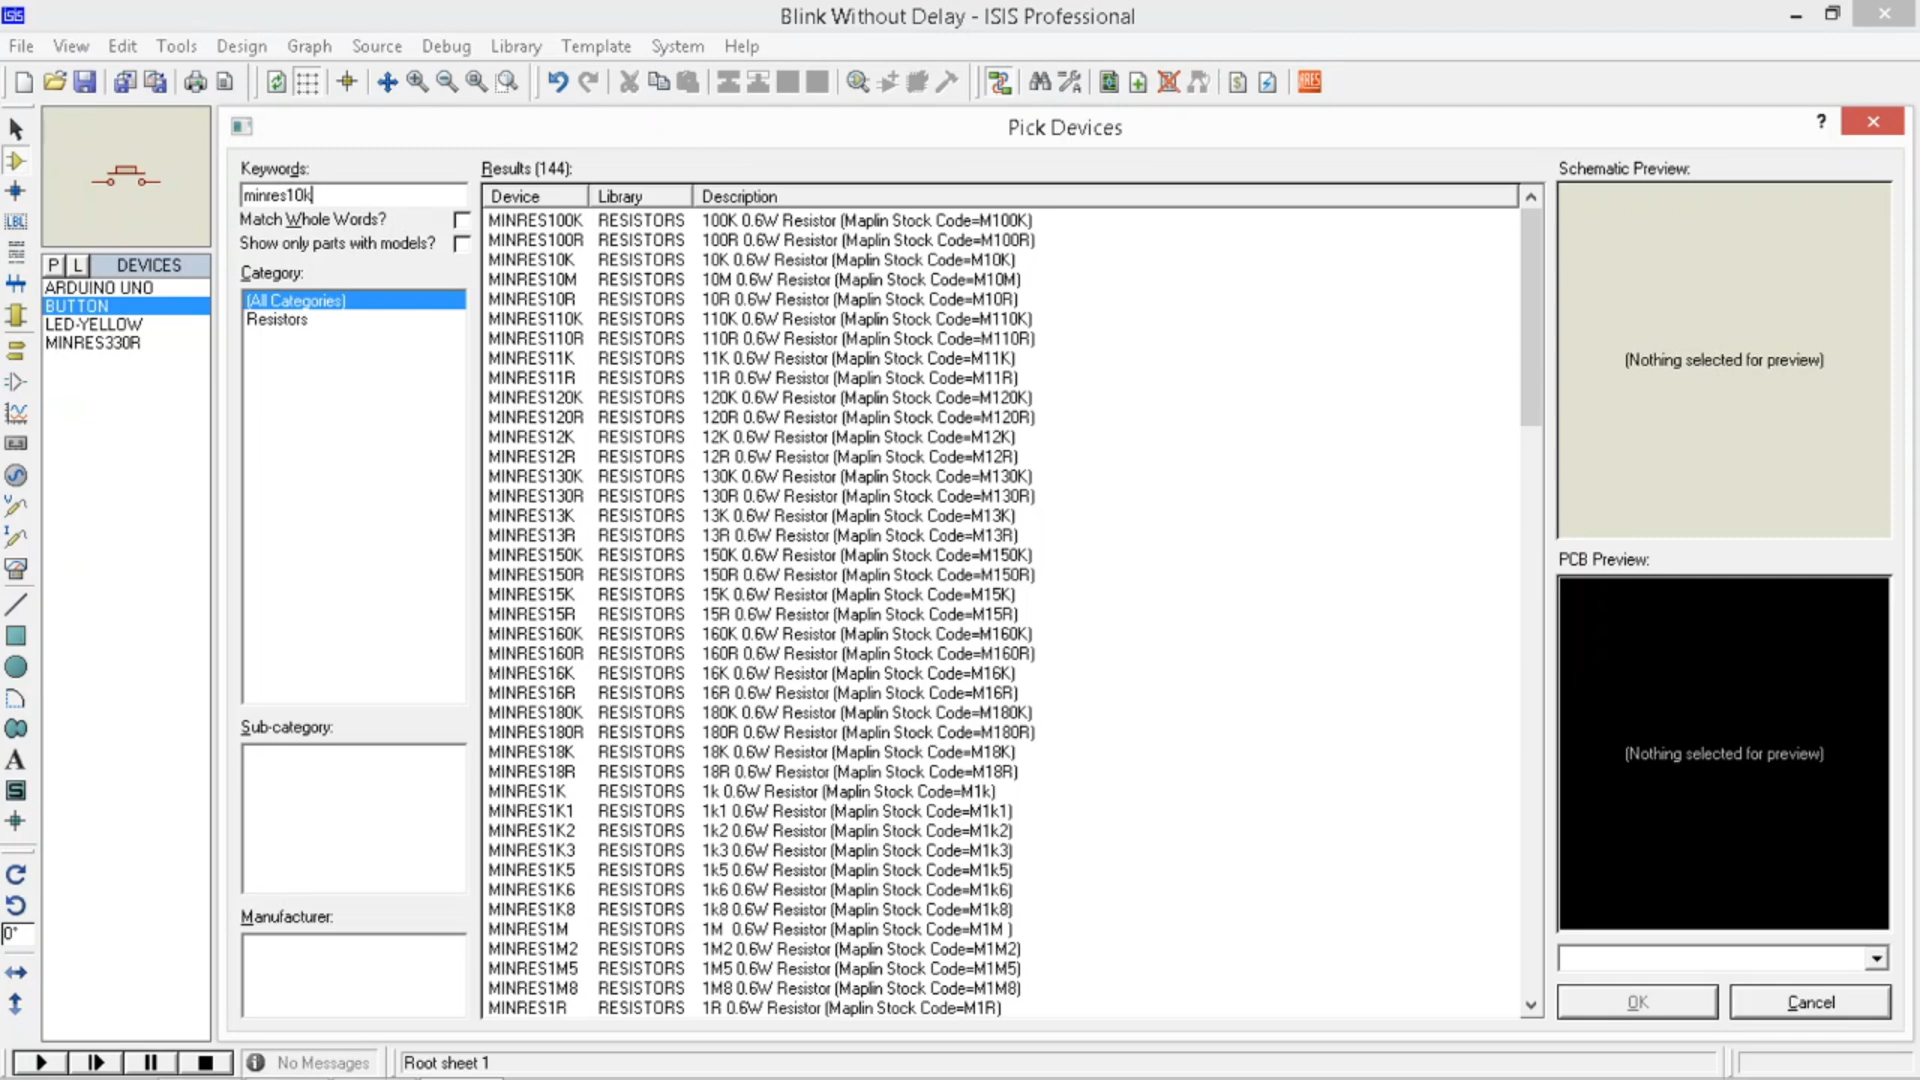 ISIS
Blink Without Delay - ISIS Professional
File View Edit Tools Design Graph Source Debug Library Template System Help
ARES
Pick Devices
?
Keywords:
minres10k
Match Whole Words?
Show only parts with models?
Category:
(All Categories)
Resistors
Sub-category:
Manufacturer:
P L DEVICES
ARDUINO UNO
BUTTON
LED-YELLOW
MINRES330R
LBL
A
S
0°
Results (144):
Device Library Description
MINRES100K RESISTORS 100K 0.6W Resistor (Maplin Stock Code=M100K)
MINRES100R RESISTORS 100R 0.6W Resistor (Maplin Stock Code=M100R)
MINRES10K RESISTORS 10K 0.6W Resistor (Maplin Stock Code=M10K)
MINRES10M RESISTORS 10M 0.6W Resistor (Maplin Stock Code=M10M)
MINRES10R RESISTORS 10R 0.6W Resistor (Maplin Stock Code=M10R)
MINRES110K RESISTORS 110K 0.6W Resistor (Maplin Stock Code=M110K)
MINRES110R RESISTORS 110R 0.6W Resistor (Maplin Stock Code=M110R)
MINRES11K RESISTORS 11K 0.6W Resistor (Maplin Stock Code=M11K)
MINRES11R RESISTORS 11R 0.6W Resistor (Maplin Stock Code=M11R)
MINRES120K RESISTORS 120K 0.6W Resistor (Maplin Stock Code=M120K)
MINRES120R RESISTORS 120R 0.6W Resistor (Maplin Stock Code=M120R)
MINRES12K RESISTORS 12K 0.6W Resistor (Maplin Stock Code=M12K)
MINRES12R RESISTORS 12R 0.6W Resistor (Maplin Stock Code=M12R)
MINRES130K RESISTORS 130K 0.6W Resistor (Maplin Stock Code=M130K)
MINRES130R RESISTORS 130R 0.6W Resistor (Maplin Stock Code=M130R)
MINRES13K RESISTORS 13K 0.6W Resistor (Maplin Stock Code=M13K)
MINRES13R RESISTORS 13R 0.6W Resistor (Maplin Stock Code=M13R)
MINRES150K RESISTORS 150K 0.6W Resistor (Maplin Stock Code=M150K)
MINRES150R RESISTORS 150R 0.6W Resistor (Maplin Stock Code=M150R)
MINRES15K RESISTORS 15K 0.6W Resistor (Maplin Stock Code=M15K)
MINRES15R RESISTORS 15R 0.6W Resistor (Maplin Stock Code=M15R)
MINRES160K RESISTORS 160K 0.6W Resistor (Maplin Stock Code=M160K)
MINRES160R RESISTORS 160R 0.6W Resistor (Maplin Stock Code=M160R)
MINRES16K RESISTORS 16K 0.6W Resistor (Maplin Stock Code=M16K)
MINRES16R RESISTORS 16R 0.6W Resistor (Maplin Stock Code=M16R)
MINRES180K RESISTORS 180K 0.6W Resistor (Maplin Stock Code=M180K)
MINRES180R RESISTORS 180R 0.6W Resistor (Maplin Stock Code=M180R)
MINRES18K RESISTORS 18K 0.6W Resistor (Maplin Stock Code=M18K)
MINRES18R RESISTORS 18R 0.6W Resistor (Maplin Stock Code=M18R)
MINRES1K RESISTORS 1k 0.6W Resistor (Maplin Stock Code=M1k)
MINRES1K1 RESISTORS 1k1 0.6W Resistor (Maplin Stock Code=M1k1)
MINRES1K2 RESISTORS 1k2 0.6W Resistor (Maplin Stock Code=M1k2)
MINRES1K3 RESISTORS 1k3 0.6W Resistor (Maplin Stock Code=M1k3)
MINRES1K5 RESISTORS 1k5 0.6W Resistor (Maplin Stock Code=M1k5)
MINRES1K6 RESISTORS 1k6 0.6W Resistor (Maplin Stock Code=M1k6)
MINRES1K8 RESISTORS 1k8 0.6W Resistor (Maplin Stock Code=M1k8)
MINRES1M RESISTORS 1M 0.6W Resistor (Maplin Stock Code=M1M )
MINRES1M2 RESISTORS 1M2 0.6W Resistor (Maplin Stock Code=M1M2)
MINRES1M5 RESISTORS 1M5 0.6W Resistor (Maplin Stock Code=M1M5)
MINRES1M8 RESISTORS 1M8 0.6W Resistor (Maplin Stock Code=M1M8)
MINRES1R RESISTORS 1R 0.6W Resistor (Maplin Stock Code=M1R)
Schematic Preview:
(Nothing selected for preview)
PCB Preview:
(Nothing selected for preview)
OK Cancel
No Messages Root sheet 1